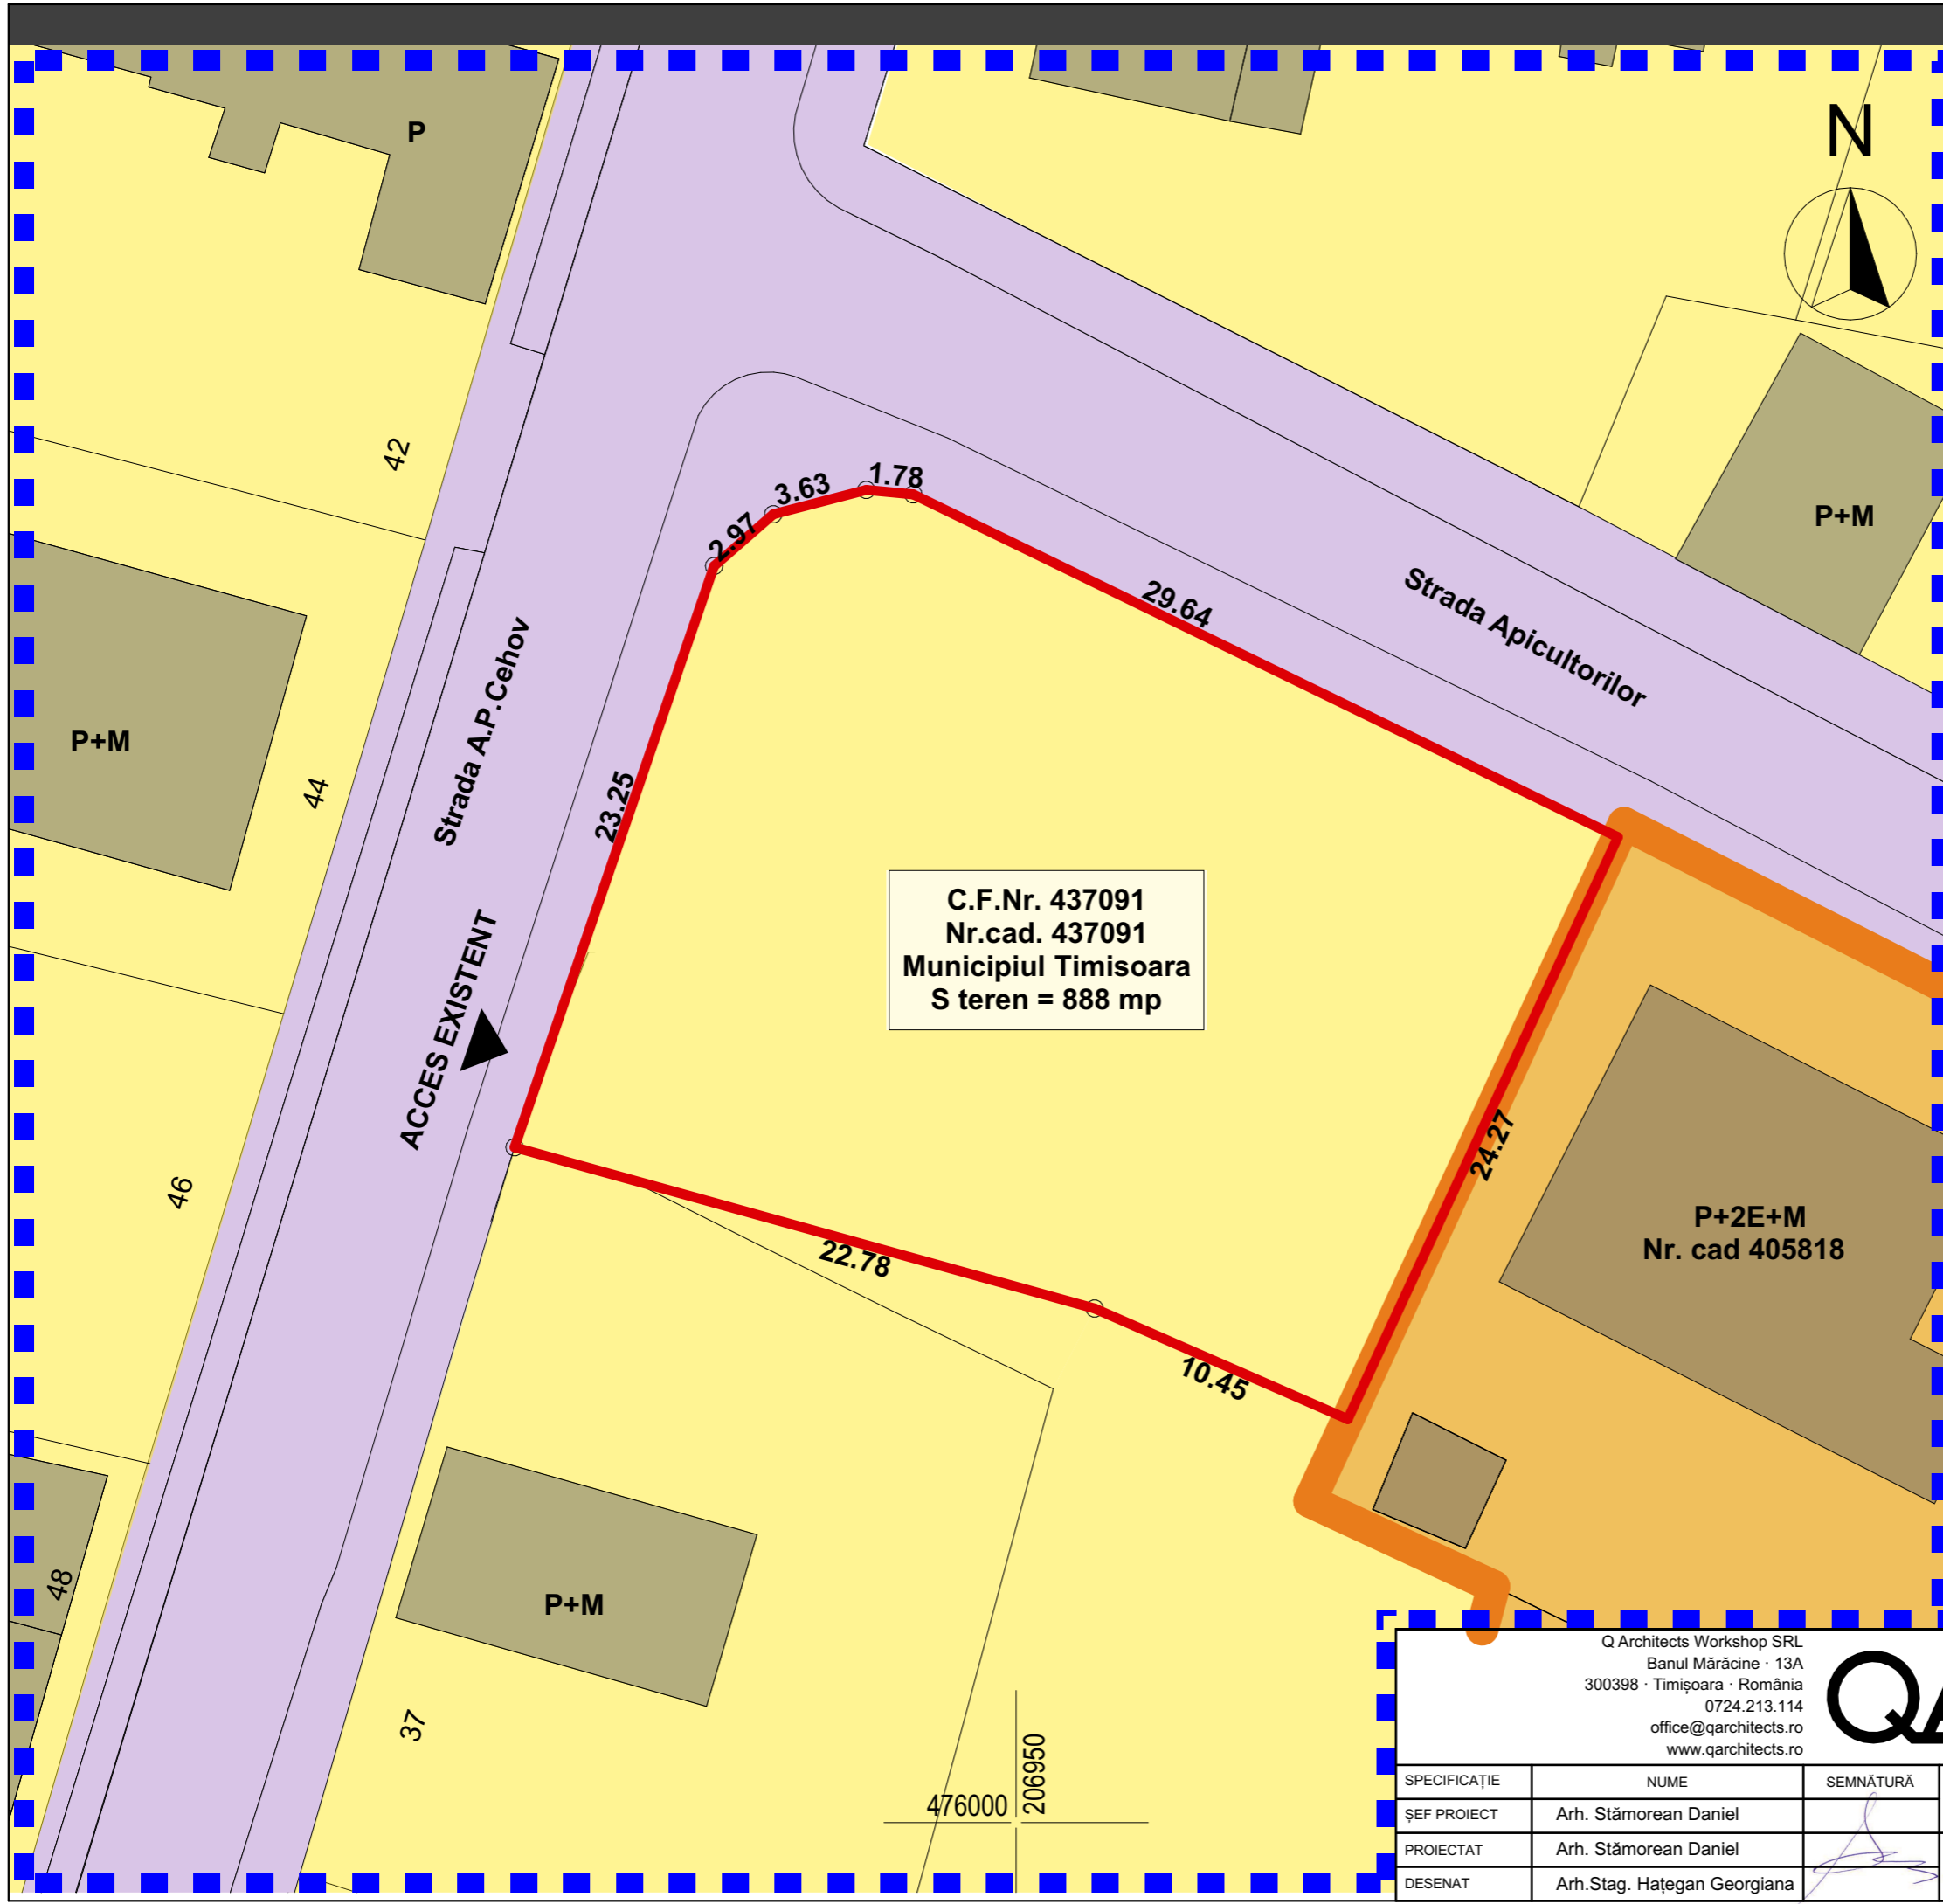 P
N
42
1.78
3.63
2.97
P+M
29.64
Strada Apicultorilor
Strada A.P.Cehov
P+M
44
23.25
C.F.Nr. 437091
Nr.cad. 437091
Municipiul Timisoara
S teren = 888 mp
ACCES EXISTENT
24.27
46
P+2E+M
Nr. cad 405818
22.78
10.45
48
P+M
37
476000
206950
Q Architects Workshop SRL
Banul Mărăcine · 13A
300398 · Timișoara · România
0724.213.114
office@qarchitects.ro
www.qarchitects.ro
QA
SPECIFICAȚIE NUME SEMNĂTURĂ
ȘEF PROIECT Arh. Stămorean Daniel
PROIECTAT Arh. Stămorean Daniel
DESENAT Arh.Stag. Hațegan Georgiana